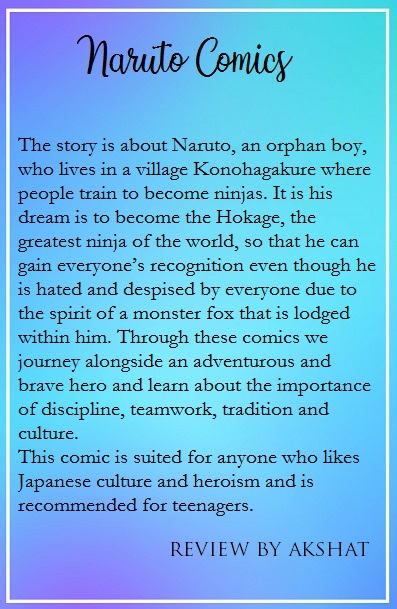 Naruto Comics
The story is about Naruto, an orphan boy,
who lives in a village Konohagakure where
people train to become ninjas. It is his
dream is to become the Hokage, the
greatest ninja of the world, so that he can
gain everyone’s recognition even though he
is hated and despised by everyone due to
the spirit of a monster fox that is lodged
within him. Through these comics we
journey alongside an adventurous and
brave hero and learn about the importance
of discipline, teamwork, tradition and
culture.
This comic is suited for anyone who likes
Japanese culture and heroism and is
recommended for teenagers.
REVIEW BY AKSHAT